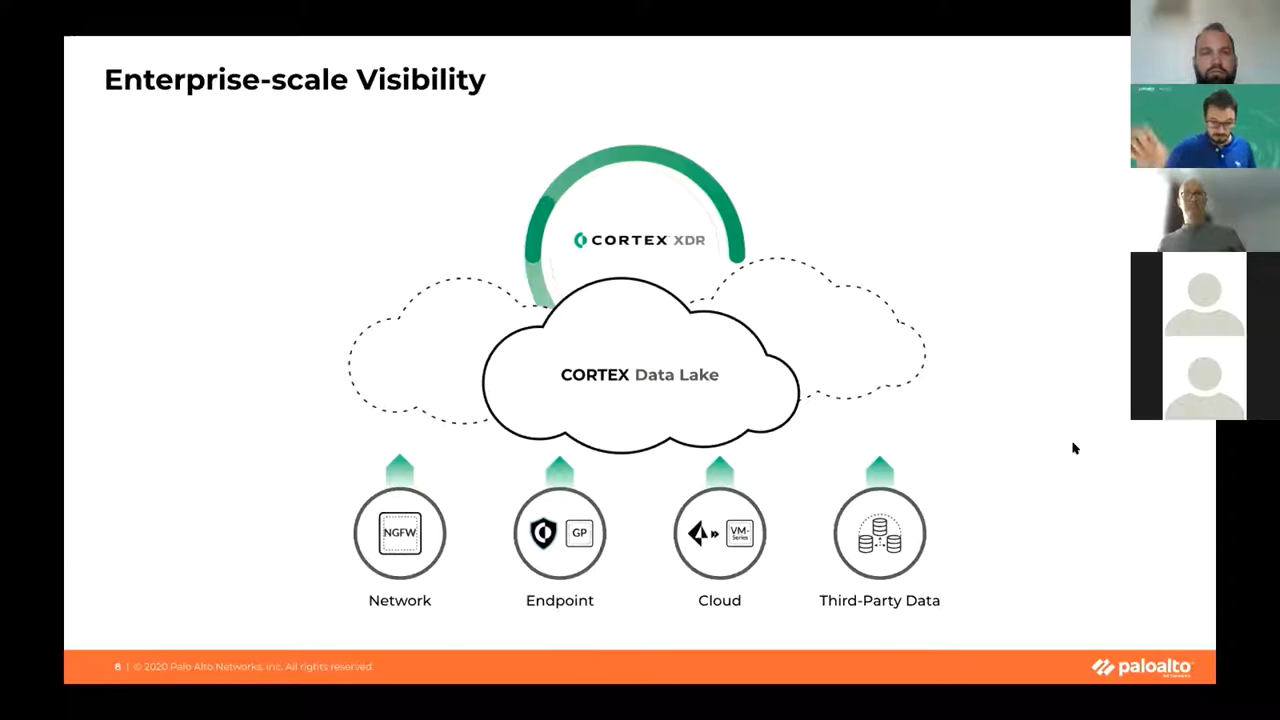 Enterprise-scale Visibility
CORTEX XDR
CORTEX Data Lake
NGFW
GP
VM-
Series
Network
Endpoint
Cloud
Third-Party Data
8 | © 2020 Palo Alto Networks, Inc. All rights reserved.
paloalto
NETWORKS